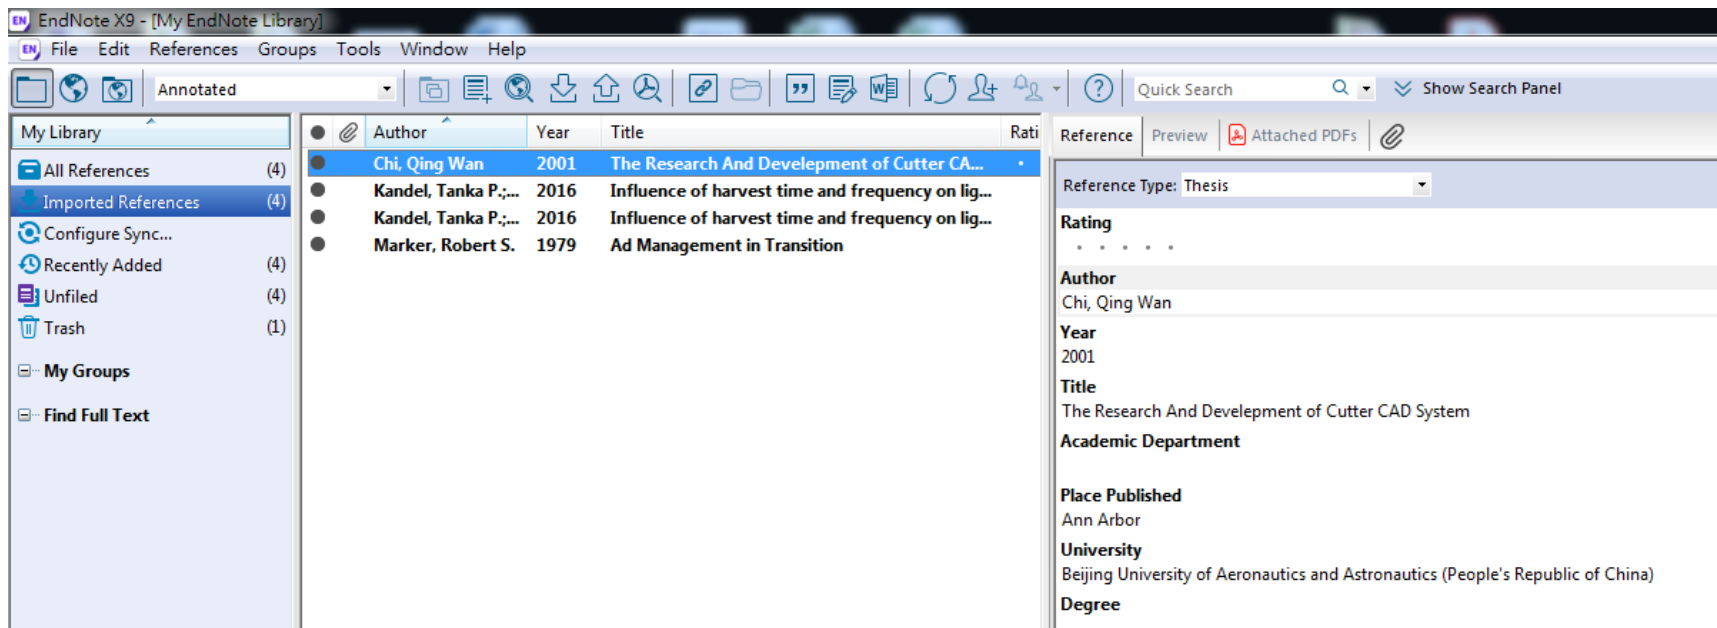 EndNote X9 - [My EndNote Library]
File Edit References Groups Tools Window Help
Annotated
Quick Search
Show Search Panel
My Library
All References (4)
Imported References (4)
Configure Sync...
Recently Added (4)
Unfiled (4)
Trash (1)
My Groups
Find Full Text
Author Year Title Rati
Chi, Qing Wan 2001 The Research And Develepment of Cutter CA...
Kandel, Tanka P.;... 2016 Influence of harvest time and frequency on lig...
Kandel, Tanka P.;... 2016 Influence of harvest time and frequency on lig...
Marker, Robert S. 1979 Ad Management in Transition
Reference Preview Attached PDFs
Reference Type: Thesis
Rating
Author
Chi, Qing Wan
Year
2001
Title
The Research And Develepment of Cutter CAD System
Academic Department
Place Published
Ann Arbor
University
Beijing University of Aeronautics and Astronautics (People's Republic of China)
Degree